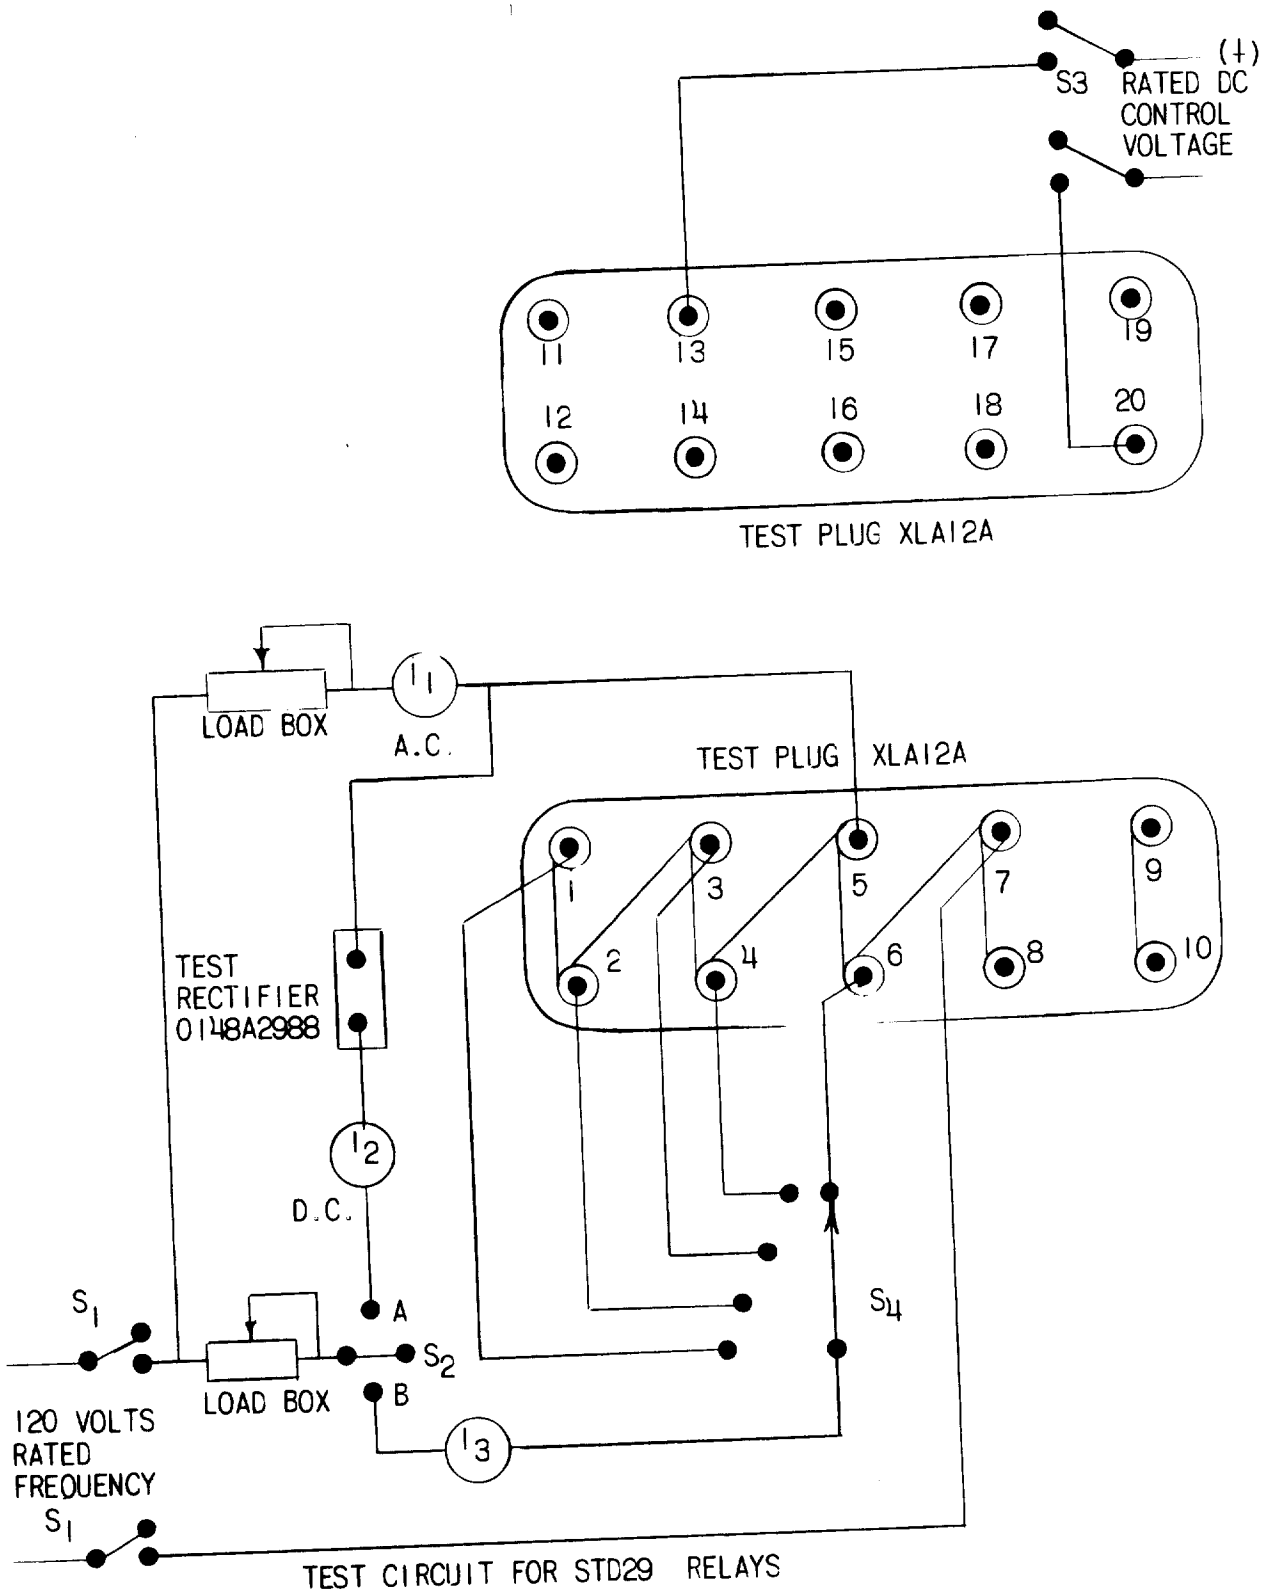 (+)
S3 RATED DC
CONTROL
VOLTAGE
11 13 15 17 19
12 14 16 18 20
TEST PLUG XLA12A
I1
LOAD BOX
A.C.
TEST PLUG XLA12A
1 3 5 7 9
2 4 6 8 10
TEST
RECTIFIER
0148A2988
I2
D.C.
S1
A
S4
S2
LOAD BOX
B
120 VOLTS
RATED
FREQUENCY
I3
S1
TEST CIRCUIT FOR STD29 RELAYS